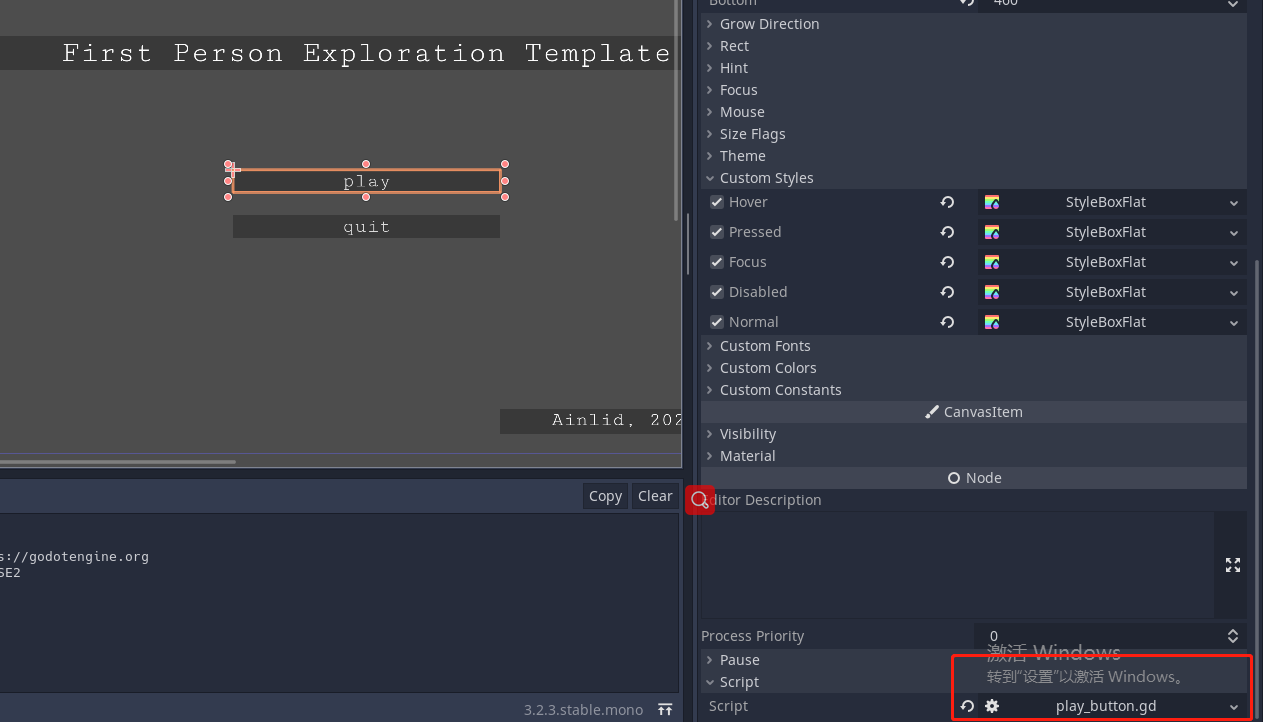 Bottom
400
Grow Direction
Rect
Hint
Focus
Mouse
Size Flags
Theme
Custom Styles
Hover
StyleBoxFlat
Pressed
StyleBoxFlat
Focus
StyleBoxFlat
Disabled
StyleBoxFlat
Normal
StyleBoxFlat
Custom Fonts
Custom Colors
Custom Constants
CanvasItem
Visibility
Material
Node
ditor Description
Process Priority
0
Pause
Script
Script
play_button.gd
激活 Windows
转到"设置"以激活 Windows。
First Person Exploration Template
play
quit
Ainlid, 202
Copy
Clear
s://godotengine.org
SE2
3.2.3.stable.mono